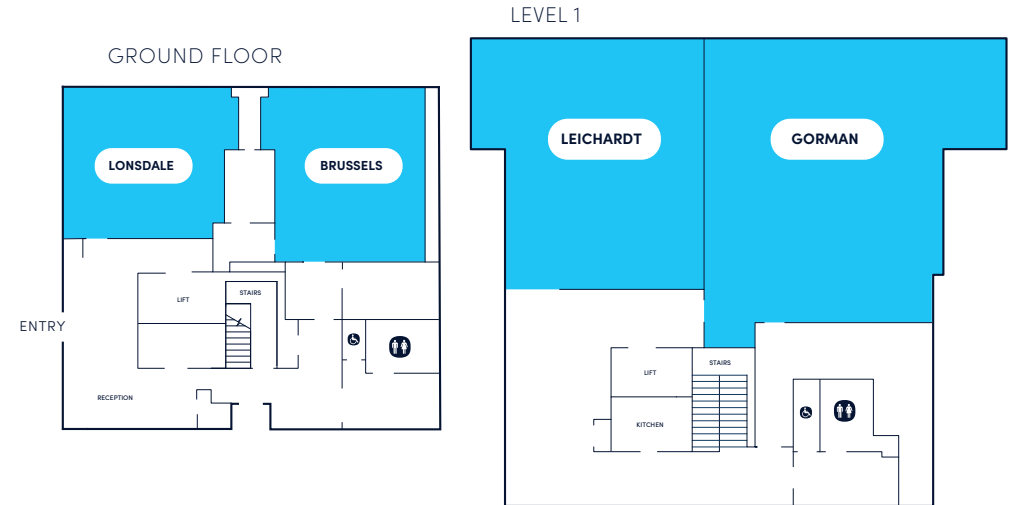 LEVEL 1
GROUND FLOOR
LEICHARDT
GORMAN
LONSDALE
BRUSSELS
LIFT
STAIRS
ENTRY
RECEPTION
STAIRS
LIFT
KITCHEN